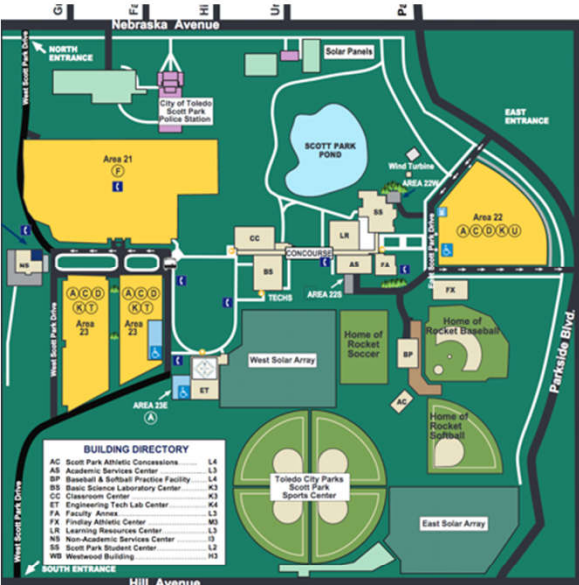 Nebraska Avenue
West Scott Park Drive
NORTH
ENTRANCE
Solar Panels
City of Toledo
Scott Park
Police Station
EAST
ENTRANCE
SCOTT PARK
POND
Wind Turbine
AREA 22W
Area 21
F
SS
Area 22
A C D K U
CC
LR
CONCOURSE
NS
BS
AS
FA
East Scott Park Drive
TECHS
AREA 22S
FX
A C D
K T
Area
23
A C D
K T
Area
23
West Scott Park Drive
Home of
Rocket
Soccer
Home of
Rocket Baseball
BP
West Solar Array
ET
AC
Parkside Blvd.
AREA 23E
A
Home of
Rocket
Softball
BUILDING DIRECTORY
AC Scott Park Athletic Concessions L4
AS Academic Services Center L3
BP Baseball & Softball Practice Facility L4
BS Basic Science Laboratory Center K3
CC Classroom Center K3
ET Engineering Tech Lab Center K4
FA Faculty Annex L3
FX Findlay Athletic Center M3
LR Learning Resources Center L3
NS Non-Academic Services Center I3
SS Scott Park Student Center L2
WB Westwood Building H3
Toledo City Parks
Scott Park
Sports Center
East Solar Array
West Scott Park Drive
SOUTH ENTRANCE
Hill Avenue